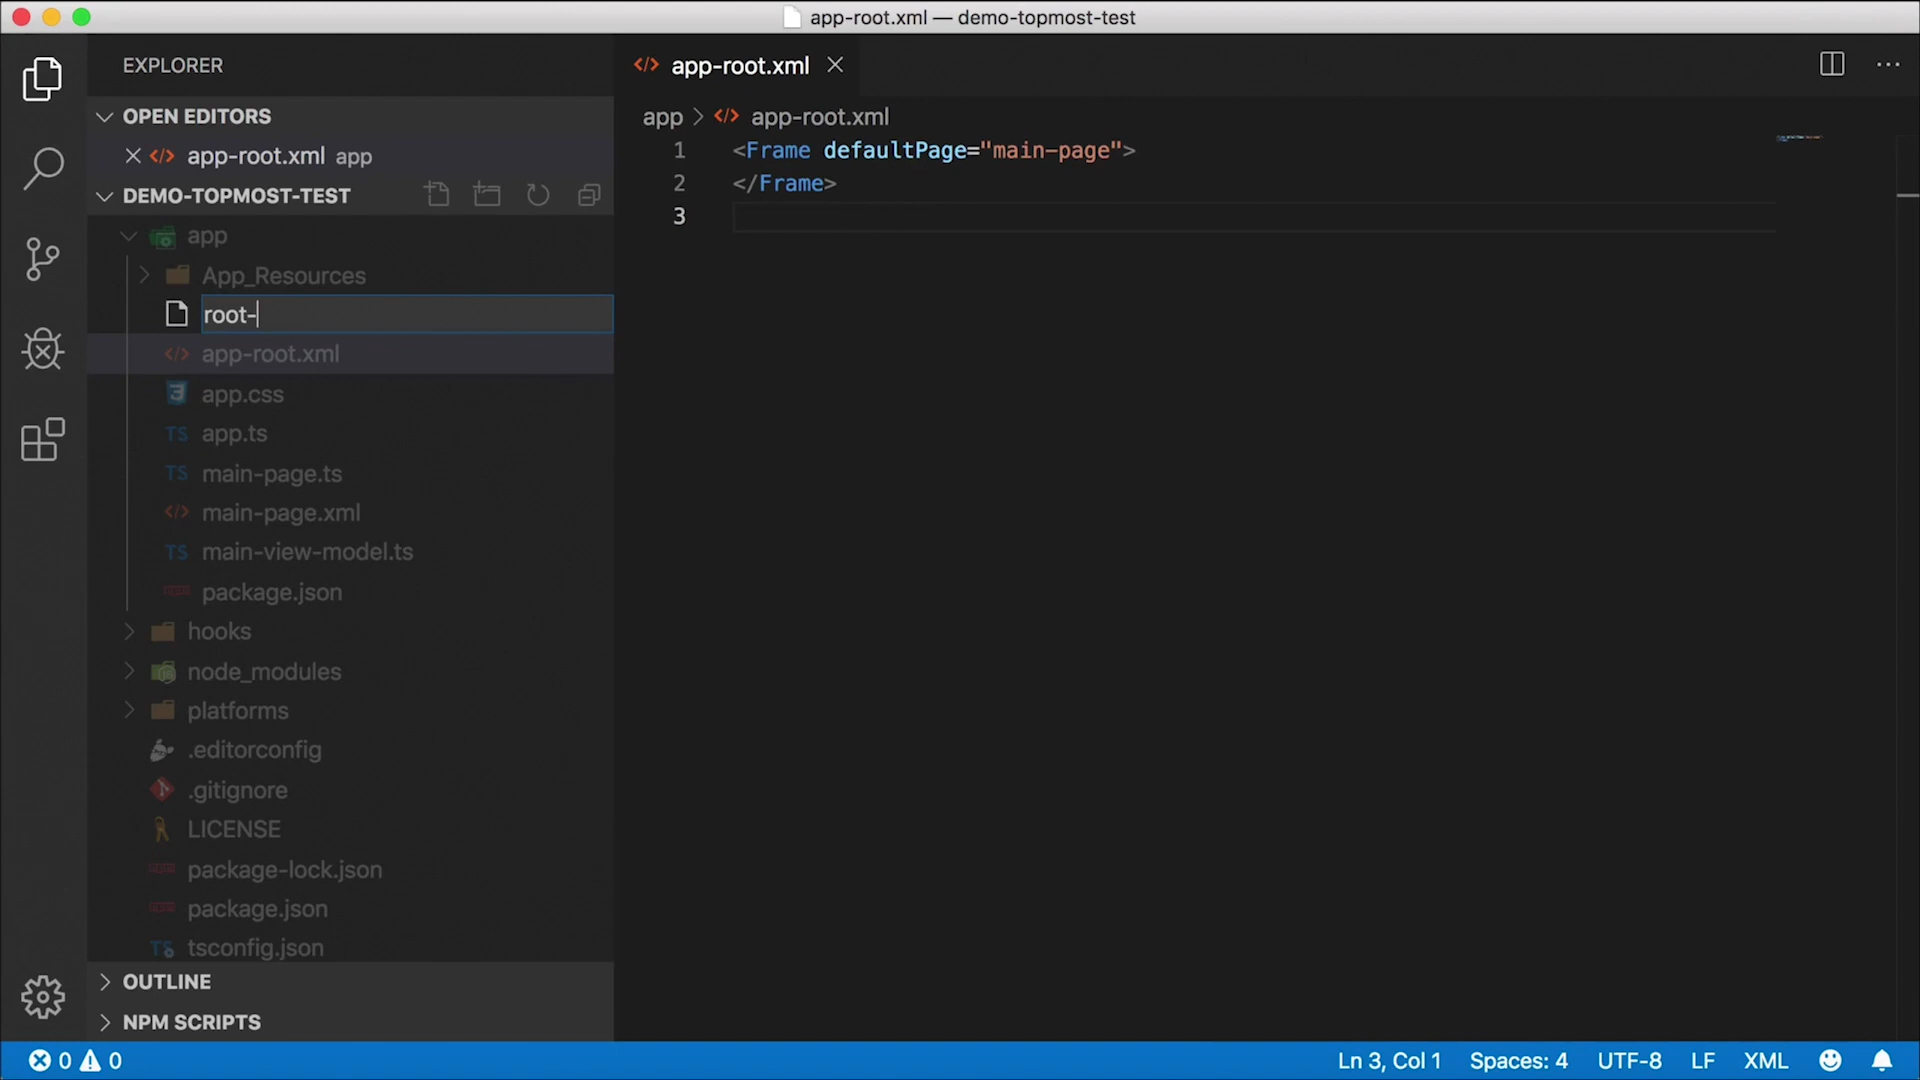 app-root.xml — demo-topmost-test
EXPLORER
OPEN EDITORS
app-root.xml app
DEMO-TOPMOST-TEST
app
App_Resources
root-
app-root.xml
app.css
TS app.ts
TS main-page.ts
main-page.xml
TS main-view-model.ts
package.json
hooks
node_modules
platforms
.editorconfig
.gitignore
LICENSE
package-lock.json
package.json
TS tsconfig.json
OUTLINE
NPM SCRIPTS
app-root.xml
app > app-root.xml
1 <Frame defaultPage="main-page">
2 </Frame>
3
0 0
Ln 3, Col 1 Spaces: 4 UTF-8 LF XML